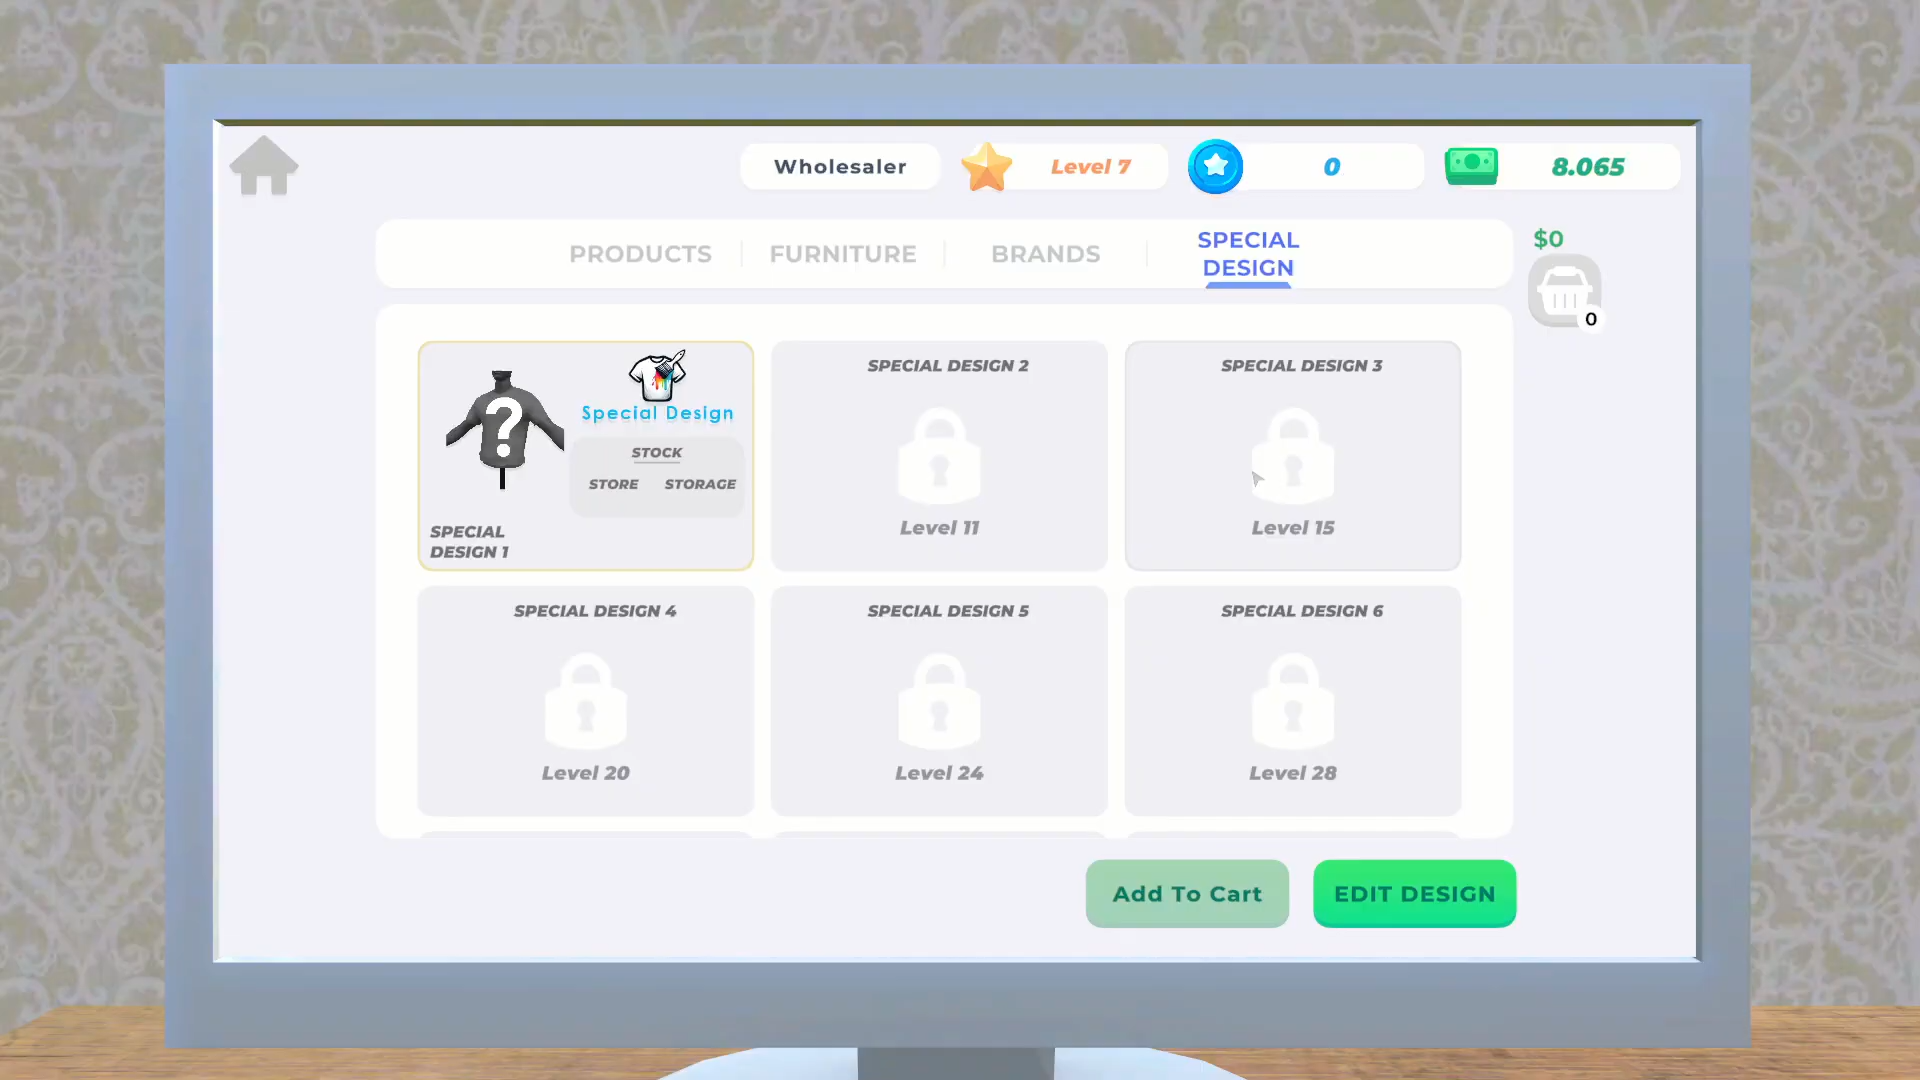 Wholesaler
Level 7
0
8.065
PRODUCTS
FURNITURE
BRANDS
SPECIAL
DESIGN
$0
0
?
Special Design
STOCK
STORE
STORAGE
SPECIAL
DESIGN 1
SPECIAL DESIGN 2
Level 11
SPECIAL DESIGN 3
Level 15
SPECIAL DESIGN 4
Level 20
SPECIAL DESIGN 5
Level 24
SPECIAL DESIGN 6
Level 28
Add To Cart
EDIT DESIGN